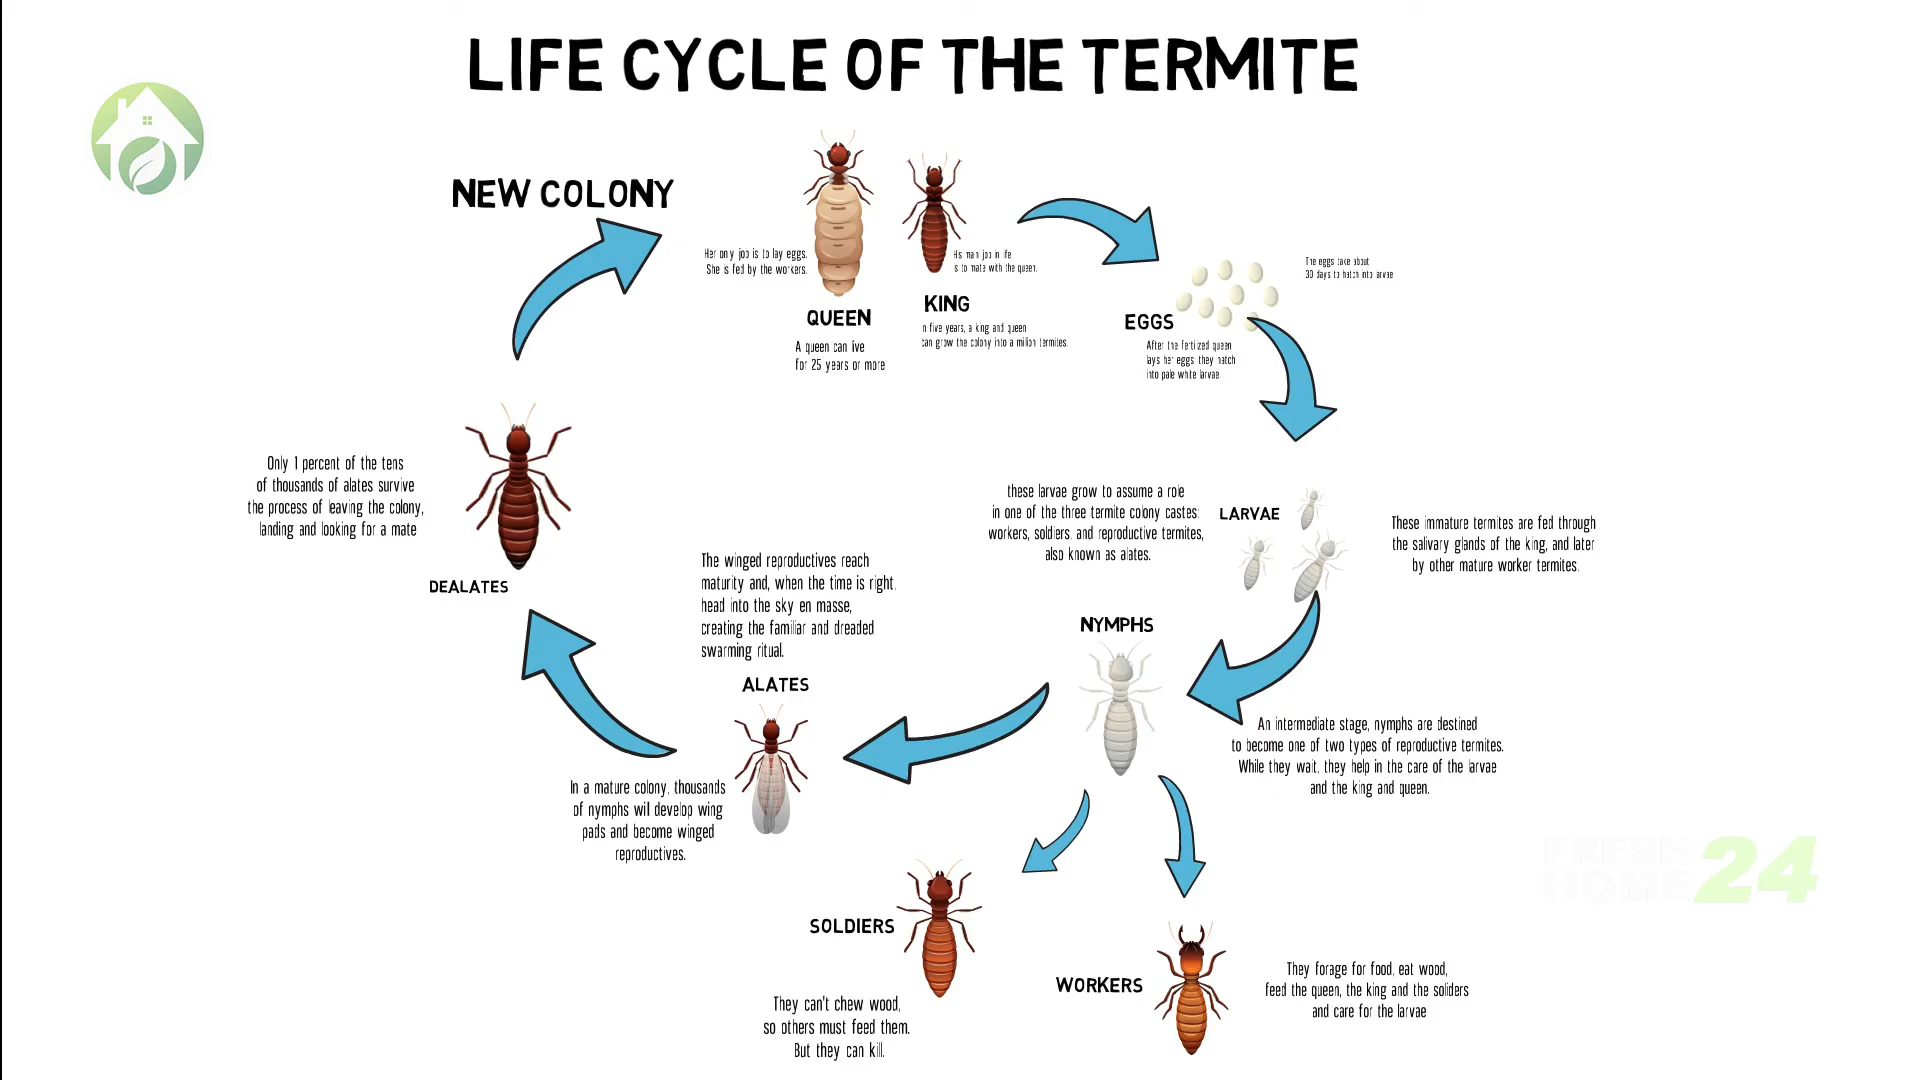 LIFE CYCLE OF THE TERMITE
NEW COLONY
Her only job is to lay eggs.
She is fed by the workers.
QUEEN
A queen can live
for 25 years or more
His main job in life
is to mate with the queen.
KING
In five years, a king and queen
can grow the colony into a million termites.
EGGS
After the fertized queen
lays her eggs they hatch
into pale white larvae.
The eggs take about
30 days to hatch into larvae
these larvae grow to assume a role
in one of the three termite colony castes:
workers, soldiers, and reproductive termites,
also known as alates.
LARVAE
These immature termites are fed through
the salivary glands of the king, and later
by other mature worker termites.
NYMPHS
An intermediate stage, nymphs are destined
to become one of two types of reproductive termites.
While they wait, they help in the care of the larvae
and the king and queen.
The winged reproductives reach
maturity and, when the time is right,
head into the sky en masse,
creating the familiar and dreaded
swarming ritual.
ALATES
In a mature colony, thousands
of nymphs will develop wing
pads and become winged
reproductives.
Only 1 percent of the tens
of thousands of alates survive
the process of leaving the colony,
landing and looking for a mate
DEALATES
SOLDIERS
They can't chew wood,
so others must feed them.
But they can kill.
WORKERS
They forage for food, eat wood,
feed the queen, the king and the soliders
and care for the larvae
FRESH
HOME 24